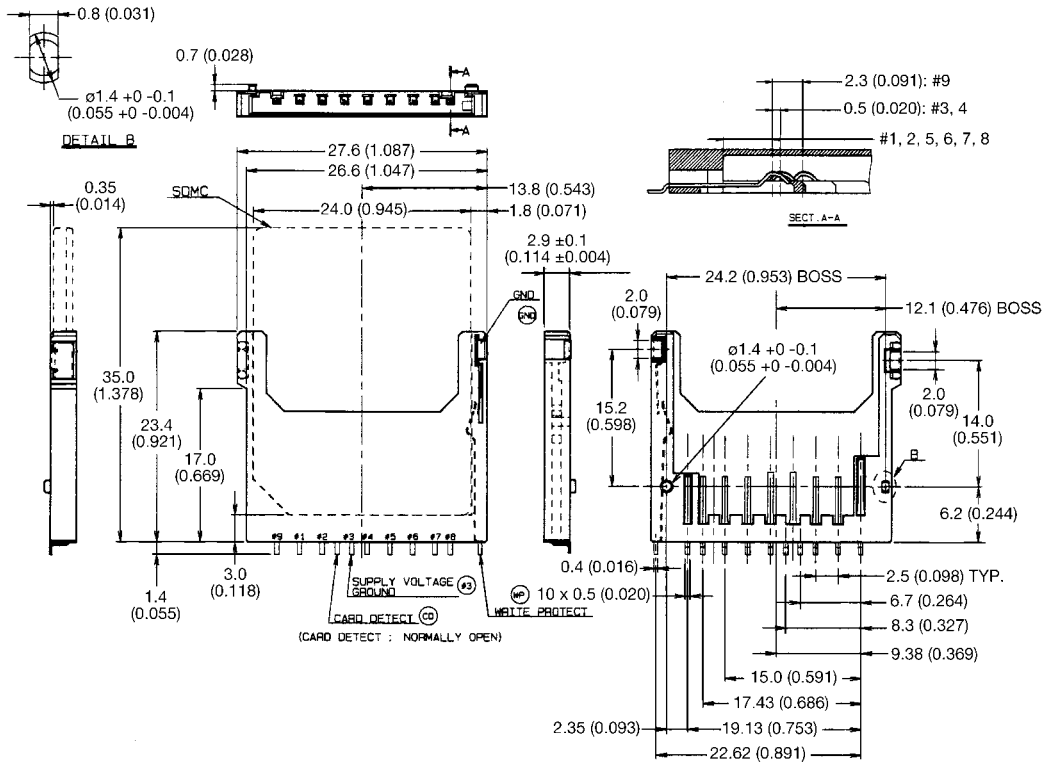 0.8 (0.031)
ø1.4 +0 -0.1
(0.055 +0 -0.004)
DETAIL B
0.7 (0.028)
A
A
2.3 (0.091): #9
0.5 (0.020): #3, 4
#1, 2, 5, 6, 7, 8
SECT. A-A
27.6 (1.087)
26.6 (1.047)
13.8 (0.543)
SDMC
24.0 (0.945)
1.8 (0.071)
0.35
(0.014)
2.9 ±0.1
(0.114 ±0.004)
GND
GND
35.0
(1.378)
23.4
(0.921)
17.0
(0.669)
3.0
(0.118)
1.4
(0.055)
#9 #1 #2 #3 #4 #5 #6 #7 #8
SUPPLY VOLTAGE
GROUND
#3
CARD DETECT
CD
WP
WRITE PROTECT
(CARD DETECT : NORMALLY OPEN)
24.2 (0.953) BOSS
12.1 (0.476) BOSS
2.0
(0.079)
ø1.4 +0 -0.1
(0.055 +0 -0.004)
15.2
(0.598)
2.0
(0.079)
14.0
(0.551)
B
6.2 (0.244)
0.4 (0.016)
10 x 0.5 (0.020)
2.5 (0.098) TYP.
6.7 (0.264)
8.3 (0.327)
9.38 (0.369)
15.0 (0.591)
17.43 (0.686)
2.35 (0.093)
19.13 (0.753)
22.62 (0.891)